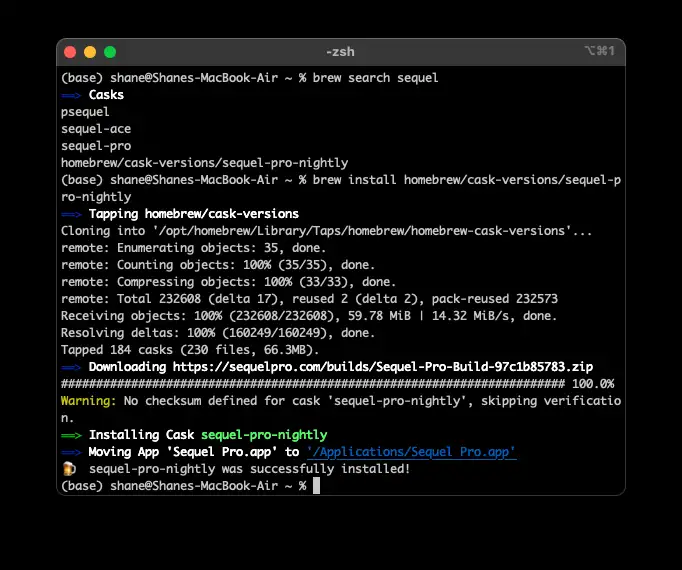 -zsh
⌥⌘1
(base) shane@Shanes-MacBook-Air ~ % brew search sequel
==> Casks
psequel
sequel-ace
sequel-pro
homebrew/cask-versions/sequel-pro-nightly
(base) shane@Shanes-MacBook-Air ~ % brew install homebrew/cask-versions/sequel-p
ro-nightly
==> Tapping homebrew/cask-versions
Cloning into '/opt/homebrew/Library/Taps/homebrew/homebrew-cask-versions'...
remote: Enumerating objects: 35, done.
remote: Counting objects: 100% (35/35), done.
remote: Compressing objects: 100% (33/33), done.
remote: Total 232608 (delta 17), reused 2 (delta 2), pack-reused 232573
Receiving objects: 100% (232608/232608), 59.78 MiB | 14.32 MiB/s, done.
Resolving deltas: 100% (160249/160249), done.
Tapped 184 casks (230 files, 66.3MB).
==> Downloading https://sequelpro.com/builds/Sequel-Pro-Build-97c1b85783.zip
######################################################################## 100.0%
Warning: No checksum defined for cask 'sequel-pro-nightly', skipping verificatio
n.
==> Installing Cask sequel-pro-nightly
==> Moving App 'Sequel Pro.app' to '/Applications/Sequel Pro.app'
🍺  sequel-pro-nightly was successfully installed!
(base) shane@Shanes-MacBook-Air ~ %